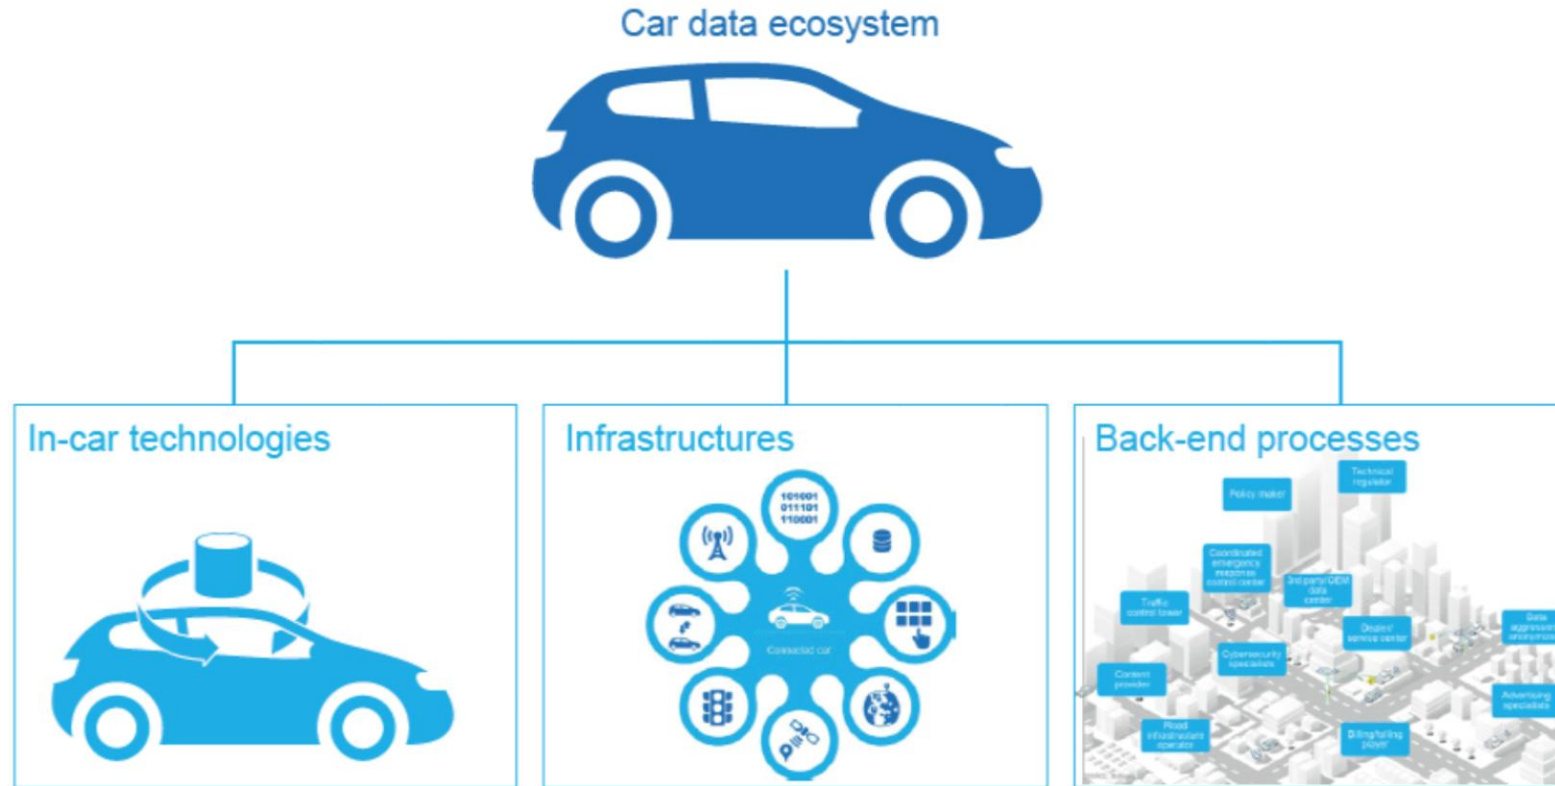 Car data ecosystem
In-car technologies
Infrastructures
Back-end processes
101001
011101
110001
Connected car
Technical
regulator
Policy maker
Coordinated
emergency
response
control center
3rd party/OEM
data
center
Traffic
control tower
Dealer/
service center
Data
Cybersecurity
specialists
Content
provider
Advertising
specialists
Road
infrastructure
operator
Billing/tolling
player